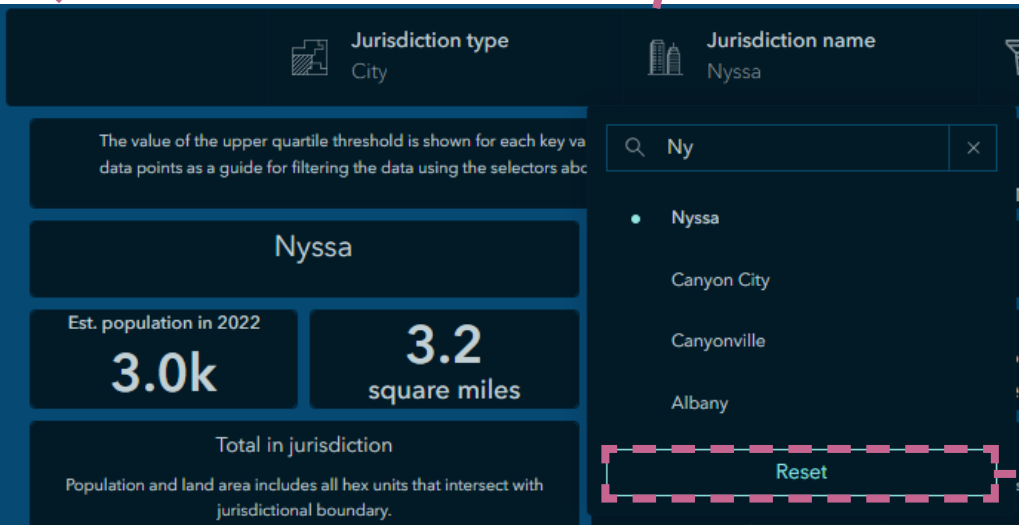 Jurisdiction type
City
Jurisdiction name
Nyssa
The value of the upper quartile threshold is shown for each key
data points as a guide for filtering the data using the selectors
Ny
Nyssa
Canyon City
Canyonville
Albany
Reset
Nyssa
Est. population in 2022
3.0k
3.2
square miles
Total in jurisdiction
Population and land area includes all hex units that intersect with
jurisdictional boundary.